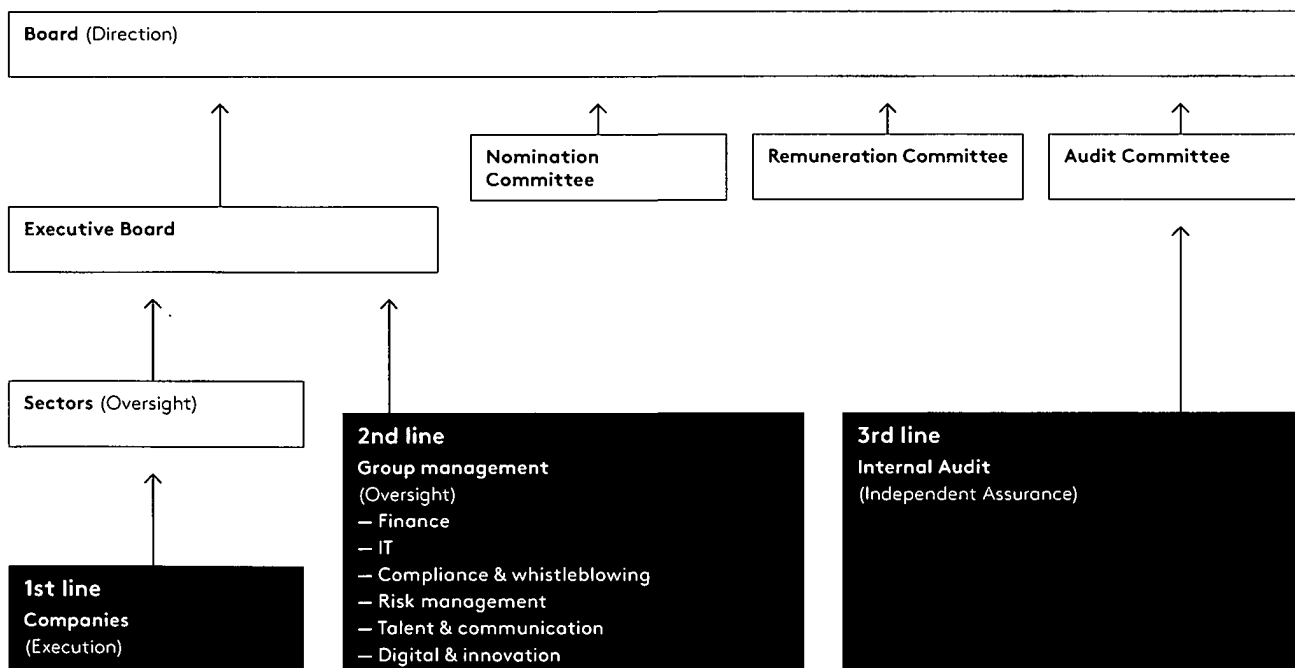 Board (Direction)
Nomination
Committee
Remuneration Committee
Audit Committee
Executive Board
Sectors (Oversight)
2nd line
Group management
(Oversight)
— Finance
— IT
— Compliance & whistleblowing
— Risk management
— Talent & communication
— Digital & innovation
3rd line
Internal Audit
(Independent Assurance)
1st line
Companies
(Execution)